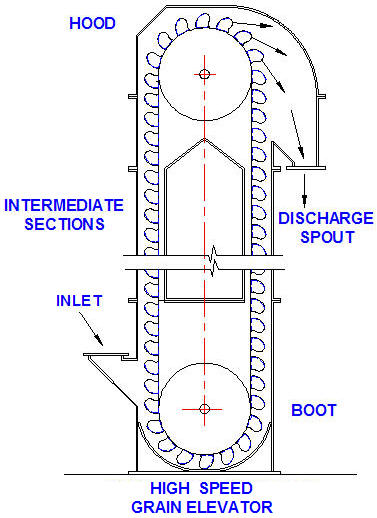 HOOD
INTERMEDIATE
SECTIONS
DISCHARGE
SPOUT
INLET
BOOT
HIGH SPEED
GRAIN ELEVATOR